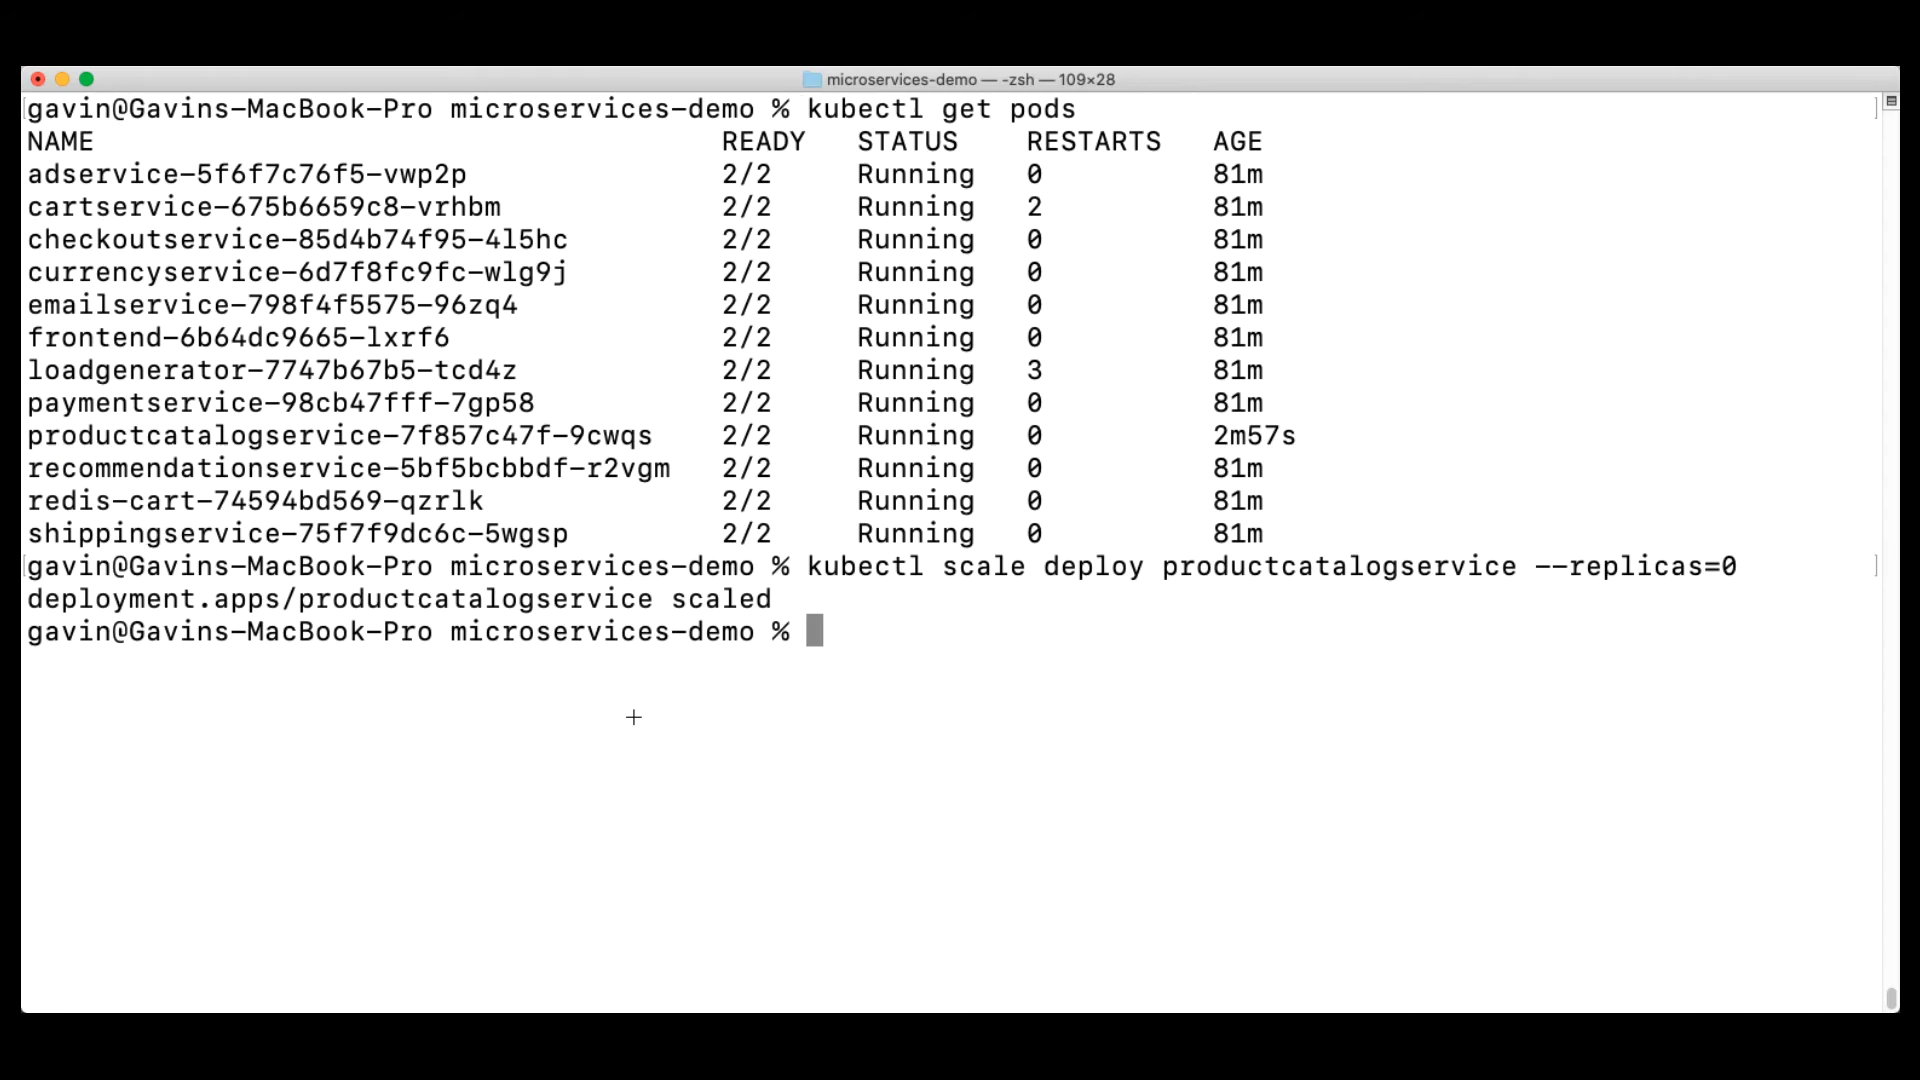 microservices-demo — -zsh — 109×28
gavin@Gavins-MacBook-Pro microservices-demo % kubectl get pods
NAME READY STATUS RESTARTS AGE
adservice-5f6f7c76f5-vwp2p 2/2 Running 0 81m
cartservice-675b6659c8-vrhbm 2/2 Running 2 81m
checkoutservice-85d4b74f95-4l5hc 2/2 Running 0 81m
currencyservice-6d7f8fc9fc-wlg9j 2/2 Running 0 81m
emailservice-798f4f5575-96zq4 2/2 Running 0 81m
frontend-6b64dc9665-lxrf6 2/2 Running 0 81m
loadgenerator-7747b67b5-tcd4z 2/2 Running 3 81m
paymentservice-98cb47fff-7gp58 2/2 Running 0 81m
productcatalogservice-7f857c47f-9cwqs 2/2 Running 0 2m57s
recommendationservice-5bf5bcbbdf-r2vgm 2/2 Running 0 81m
redis-cart-74594bd569-qzrlk 2/2 Running 0 81m
shippingservice-75f7f9dc6c-5wgsp 2/2 Running 0 81m
gavin@Gavins-MacBook-Pro microservices-demo % kubectl scale deploy productcatalogservice --replicas=0
deployment.apps/productcatalogservice scaled
gavin@Gavins-MacBook-Pro microservices-demo %